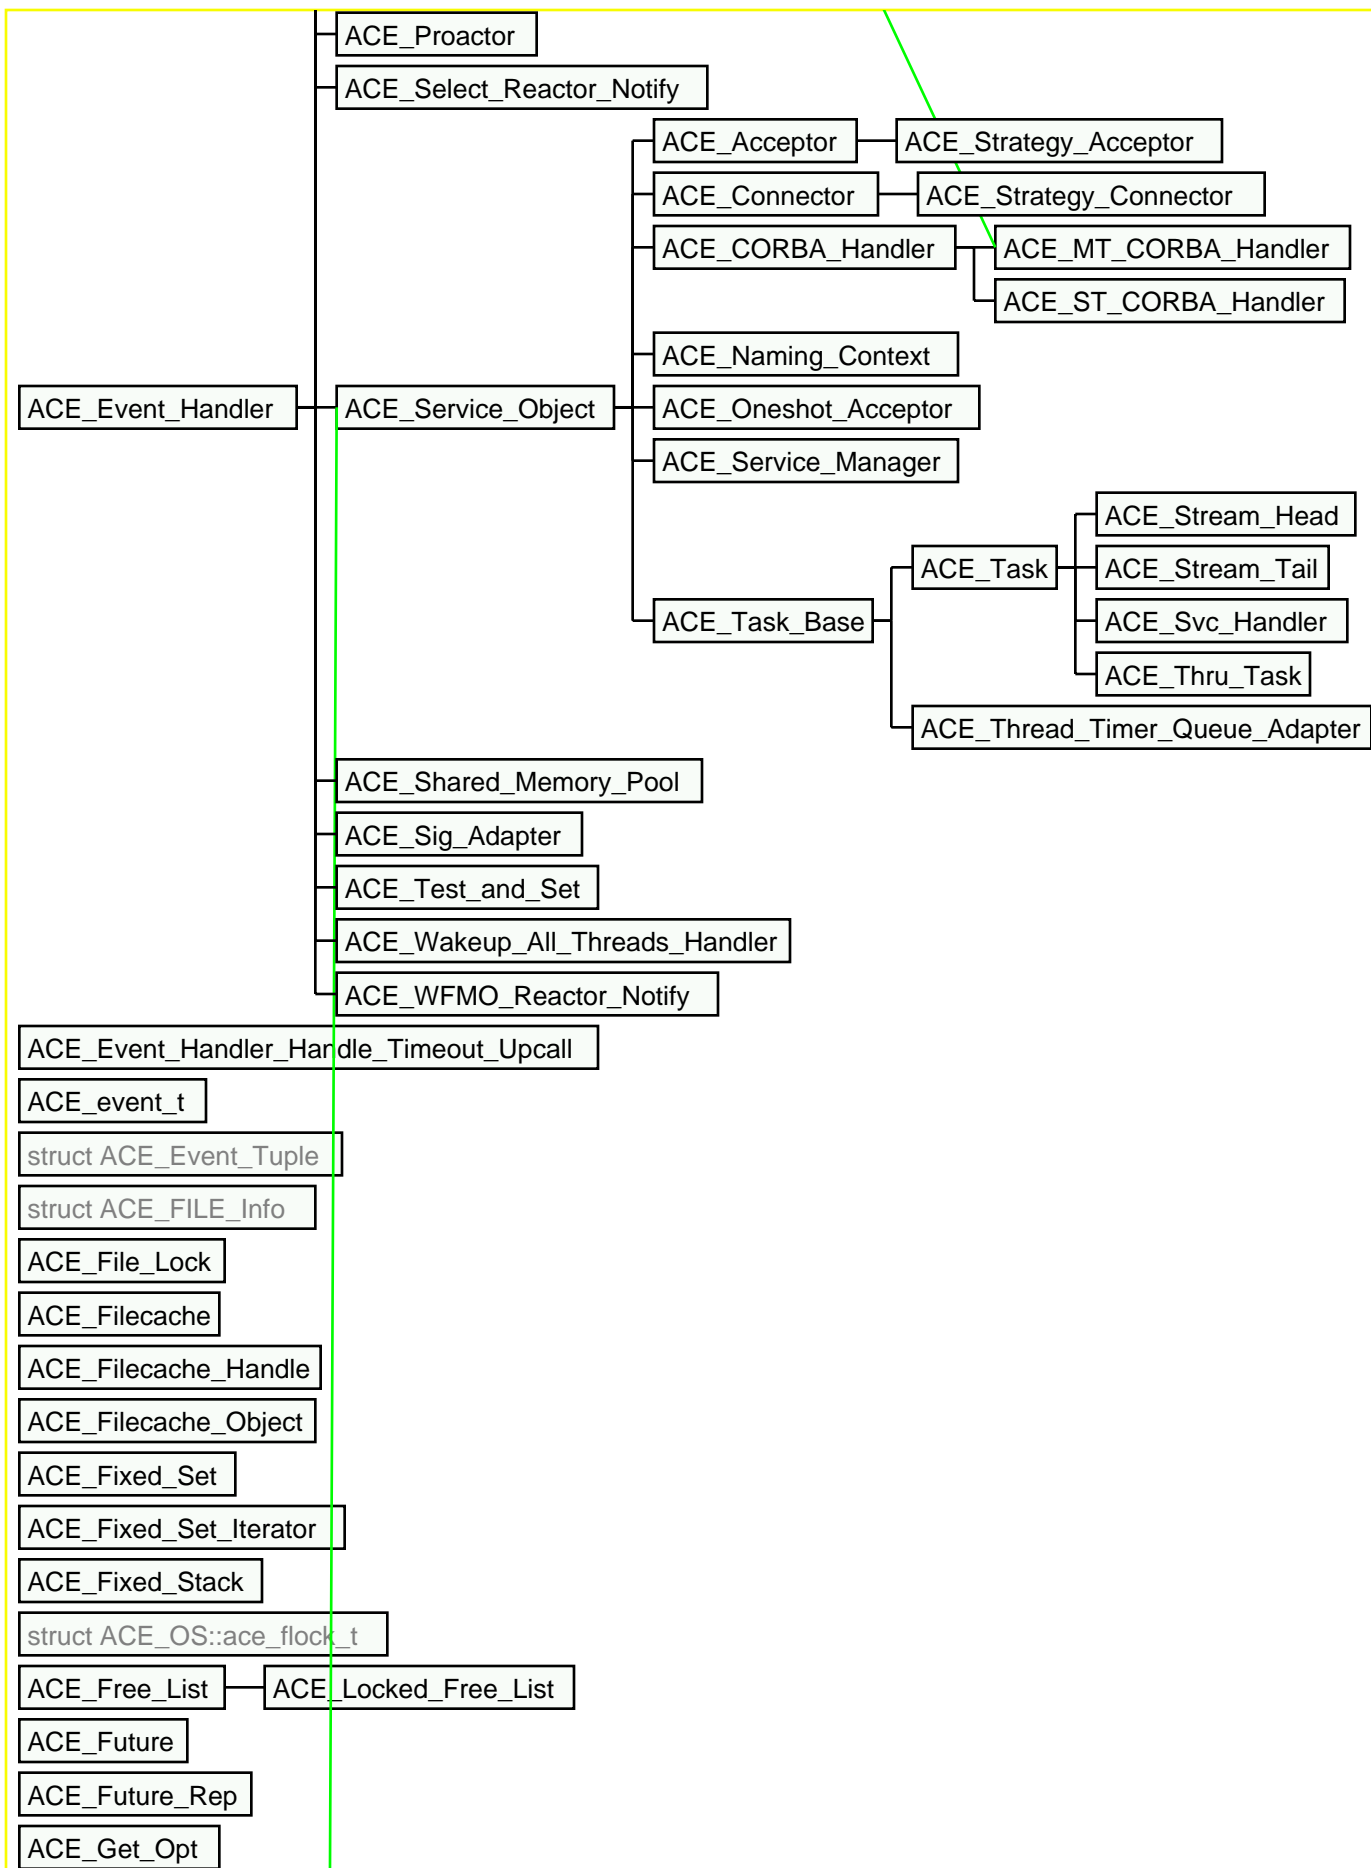 ACE_Proactor
ACE_Select_Reactor_Notify
ACE_Acceptor ACE_Strategy_Acceptor
ACE_Connector ACE_Strategy_Connector
ACE_CORBA_Handler ACE_MT_CORBA_Handler
ACE_ST_CORBA_Handler
ACE_Naming_Context
ACE_Event_Handler ACE_Service_Object ACE_Oneshot_Acceptor
ACE_Service_Manager
ACE_Stream_Head
ACE_Task ACE_Stream_Tail
ACE_Task_Base ACE_Svc_Handler
ACE_Thru_Task
ACE_Thread_Timer_Queue_Adapter
ACE_Shared_Memory_Pool
ACE_Sig_Adapter
ACE_Test_and_Set
ACE_Wakeup_All_Threads_Handler
ACE_WFMO_Reactor_Notify
ACE_Event_Handler_Handle_Timeout_Upcall
ACE_event_t
struct ACE_Event_Tuple
struct ACE_FILE_Info
ACE_File_Lock
ACE_Filecache
ACE_Filecache_Handle
ACE_Filecache_Object
ACE_Fixed_Set
ACE_Fixed_Set_Iterator
ACE_Fixed_Stack
struct ACE_OS::ace_flock_t
ACE_Free_List ACE_Locked_Free_List
ACE_Future
ACE_Future_Rep
ACE_Get_Opt